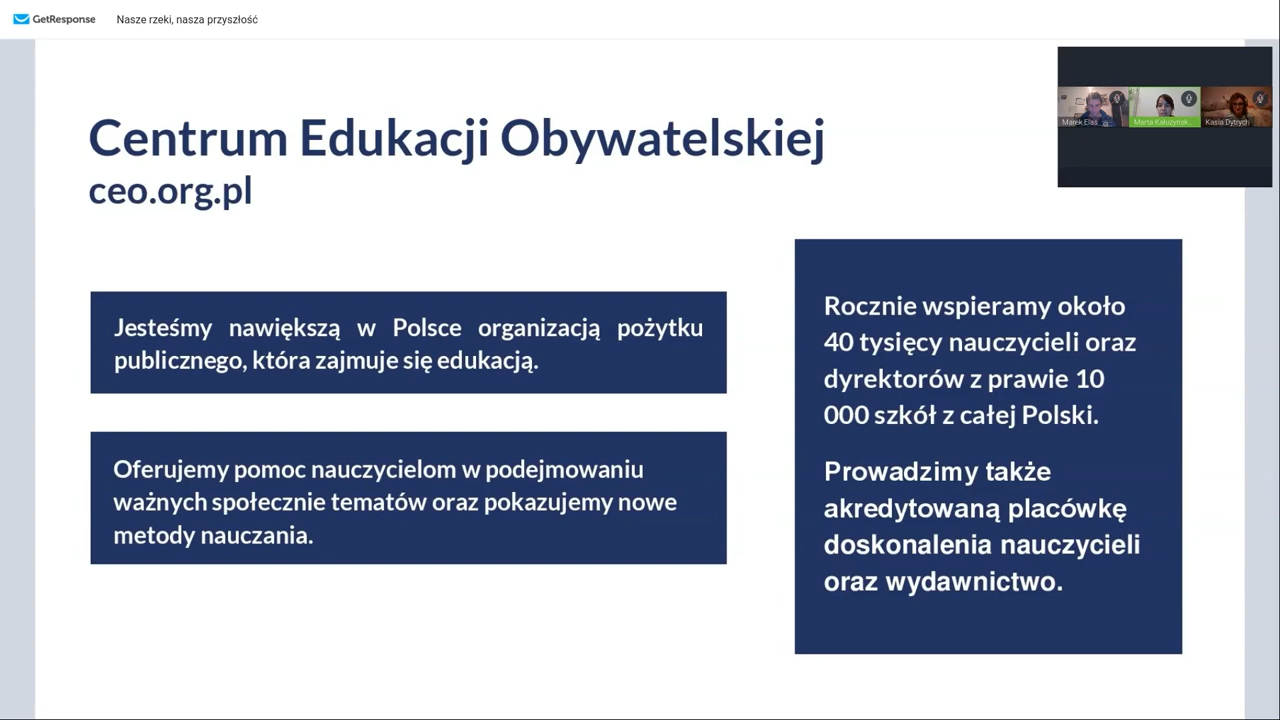 GetResponse
Nasze rzeki, nasza przyszłość
Centrum Edukacji Obywatelskiej
ceo.org.pl
Jesteśmy nawiększą w Polsce organizacją pożytku
publicznego, która zajmuje się edukacją.
Oferujemy pomoc nauczycielom w podejmowaniu
ważnych społecznie tematów oraz pokazujemy nowe
metody nauczania.
Rocznie wspieramy około
40 tysięcy nauczycieli oraz
dyrektorów z prawie 10
000 szkół z całej Polski.
Prowadzimy także
akredytowaną placówkę
doskonalenia nauczycieli
oraz wydawnictwo.
Marek Elas
Marta Kałużyńsk...
Kasia Dytrych